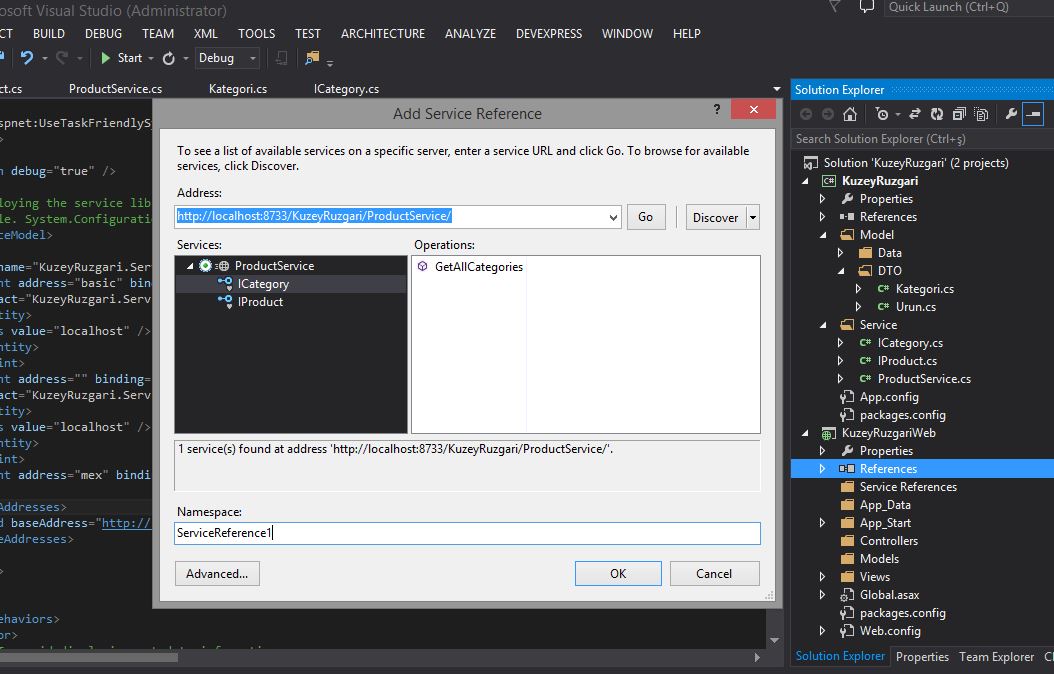 osoft Visual Studio (Administrator)
Quick Launch (Ctrl+Q)
CT BUILD DEBUG TEAM XML TOOLS TEST ARCHITECTURE ANALYZE DEVEXPRESS WINDOW HELP
Start Debug
ct.cs ProductService.cs Kategori.cs ICategory.cs
Add Service Reference
?
To see a list of available services on a specific server, enter a service URL and click Go. To browse for available
services, click Discover.
Address:
http://localhost:8733/KuzeyRuzgari/ProductService/
Go
Discover
Services:
Operations:
ProductService
ICategory
IProduct
GetAllCategories
1 service(s) found at address 'http://localhost:8733/KuzeyRuzgari/ProductService/'.
Namespace:
ServiceReference1
Advanced...
OK
Cancel
spnet:UseTaskFriendlyS
>
n debug="true" />
loying the service lib
le. System.Configurati
ceModel>
name="KuzeyRuzgari.Ser
nt address="basic" bin
act="KuzeyRuzgari.Serv
tity>
s value="localhost" />
ntity>
int>
nt address="" binding=
act="KuzeyRuzgari.Serv
tity>
s value="localhost" />
ntity>
int>
nt address="mex" bindi
Addresses>
d baseAddress="http://
eAddresses>
>
ehaviors>
or>
Solution Explorer
Search Solution Explorer (Ctrl+ş)
Solution 'KuzeyRuzgari' (2 projects)
KuzeyRuzgari
Properties
References
Model
Data
DTO
Kategori.cs
Urun.cs
Service
ICategory.cs
IProduct.cs
ProductService.cs
App.config
packages.config
KuzeyRuzgariWeb
Properties
References
Service References
App_Data
App_Start
Controllers
Models
Views
Global.asax
packages.config
Web.config
Solution Explorer Properties Team Explorer Cl